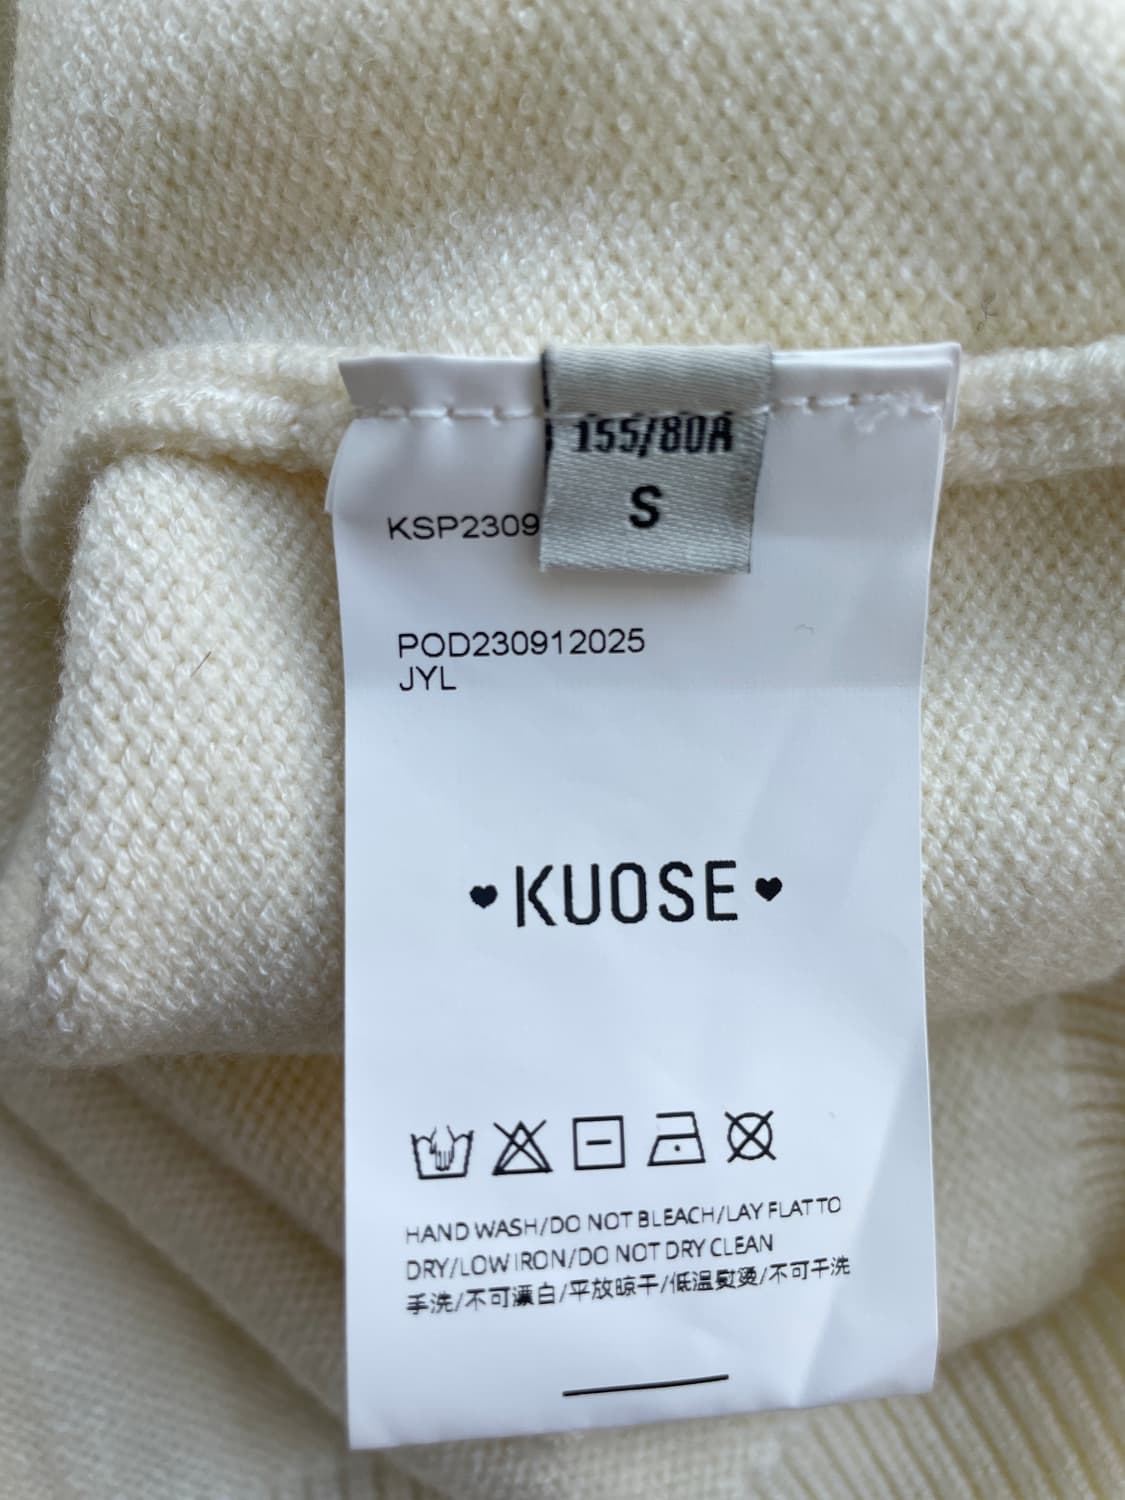 155/80A
S
KSP2309
POD230912025
JYL
KUOSE
HAND WASH/DO NOT BLEACH/LAY FLAT TO
DRY/LOW IRON/DO NOT DRY CLEAN
手洗/不可漂白/平放晾干/低温熨烫/不可干洗